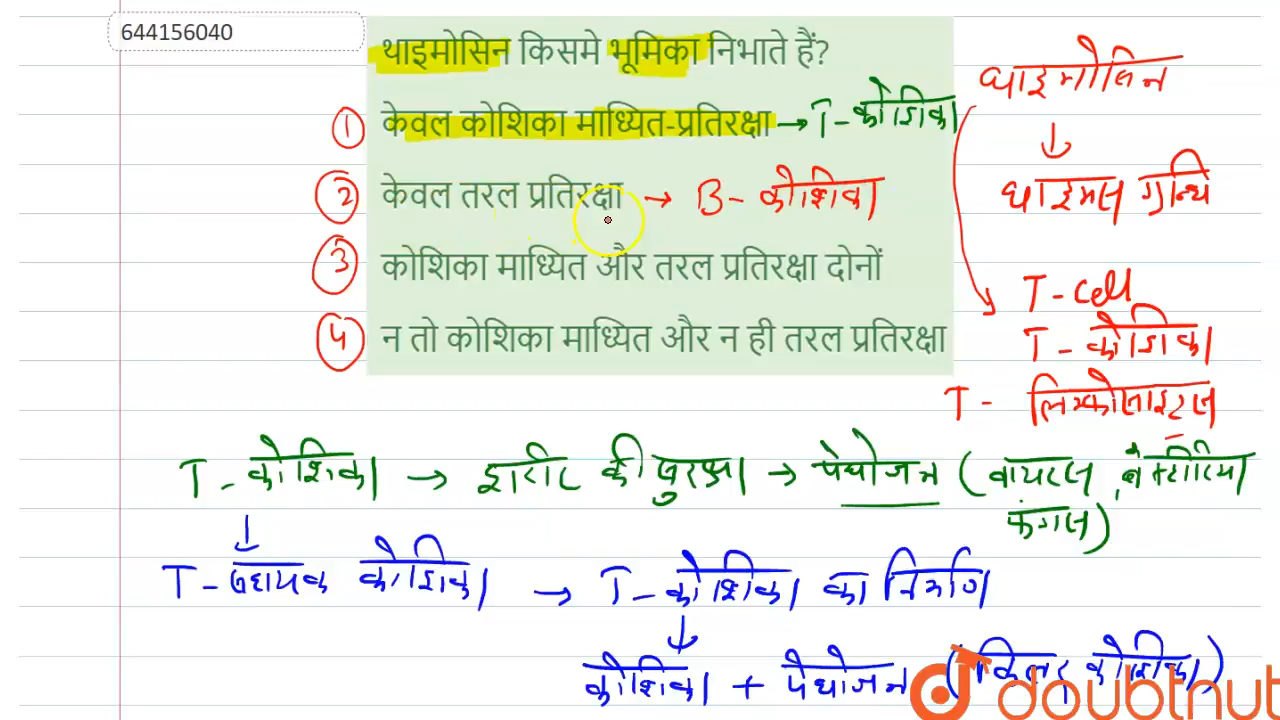 644156040
थाइमोसिन किसमे भूमिका निभाते हैं?
① केवल कोशिका माध्यित-प्रतिरक्षा → T-कोशिका
② केवल तरल प्रतिरक्षा → B-कोशिका
③ कोशिका माध्यित और तरल प्रतिरक्षा दोनों
④ न तो कोशिका माध्यित और न ही तरल प्रतिरक्षा
थाइमोसिन
↓
थाइमस ग्रन्थि
T-cell
T-कोशिका
T-लिम्फोसाइट्स
T-कोशिका → शरीर की सुरक्षा → पैथोजन (वायरस, बैक्टीरिया
फंगस)
↓
T-सहायक कोशिका → T-कोशिका का निर्माण
↓
कोशिका + पैथोजन (किलर कोशिका)
doubtnut